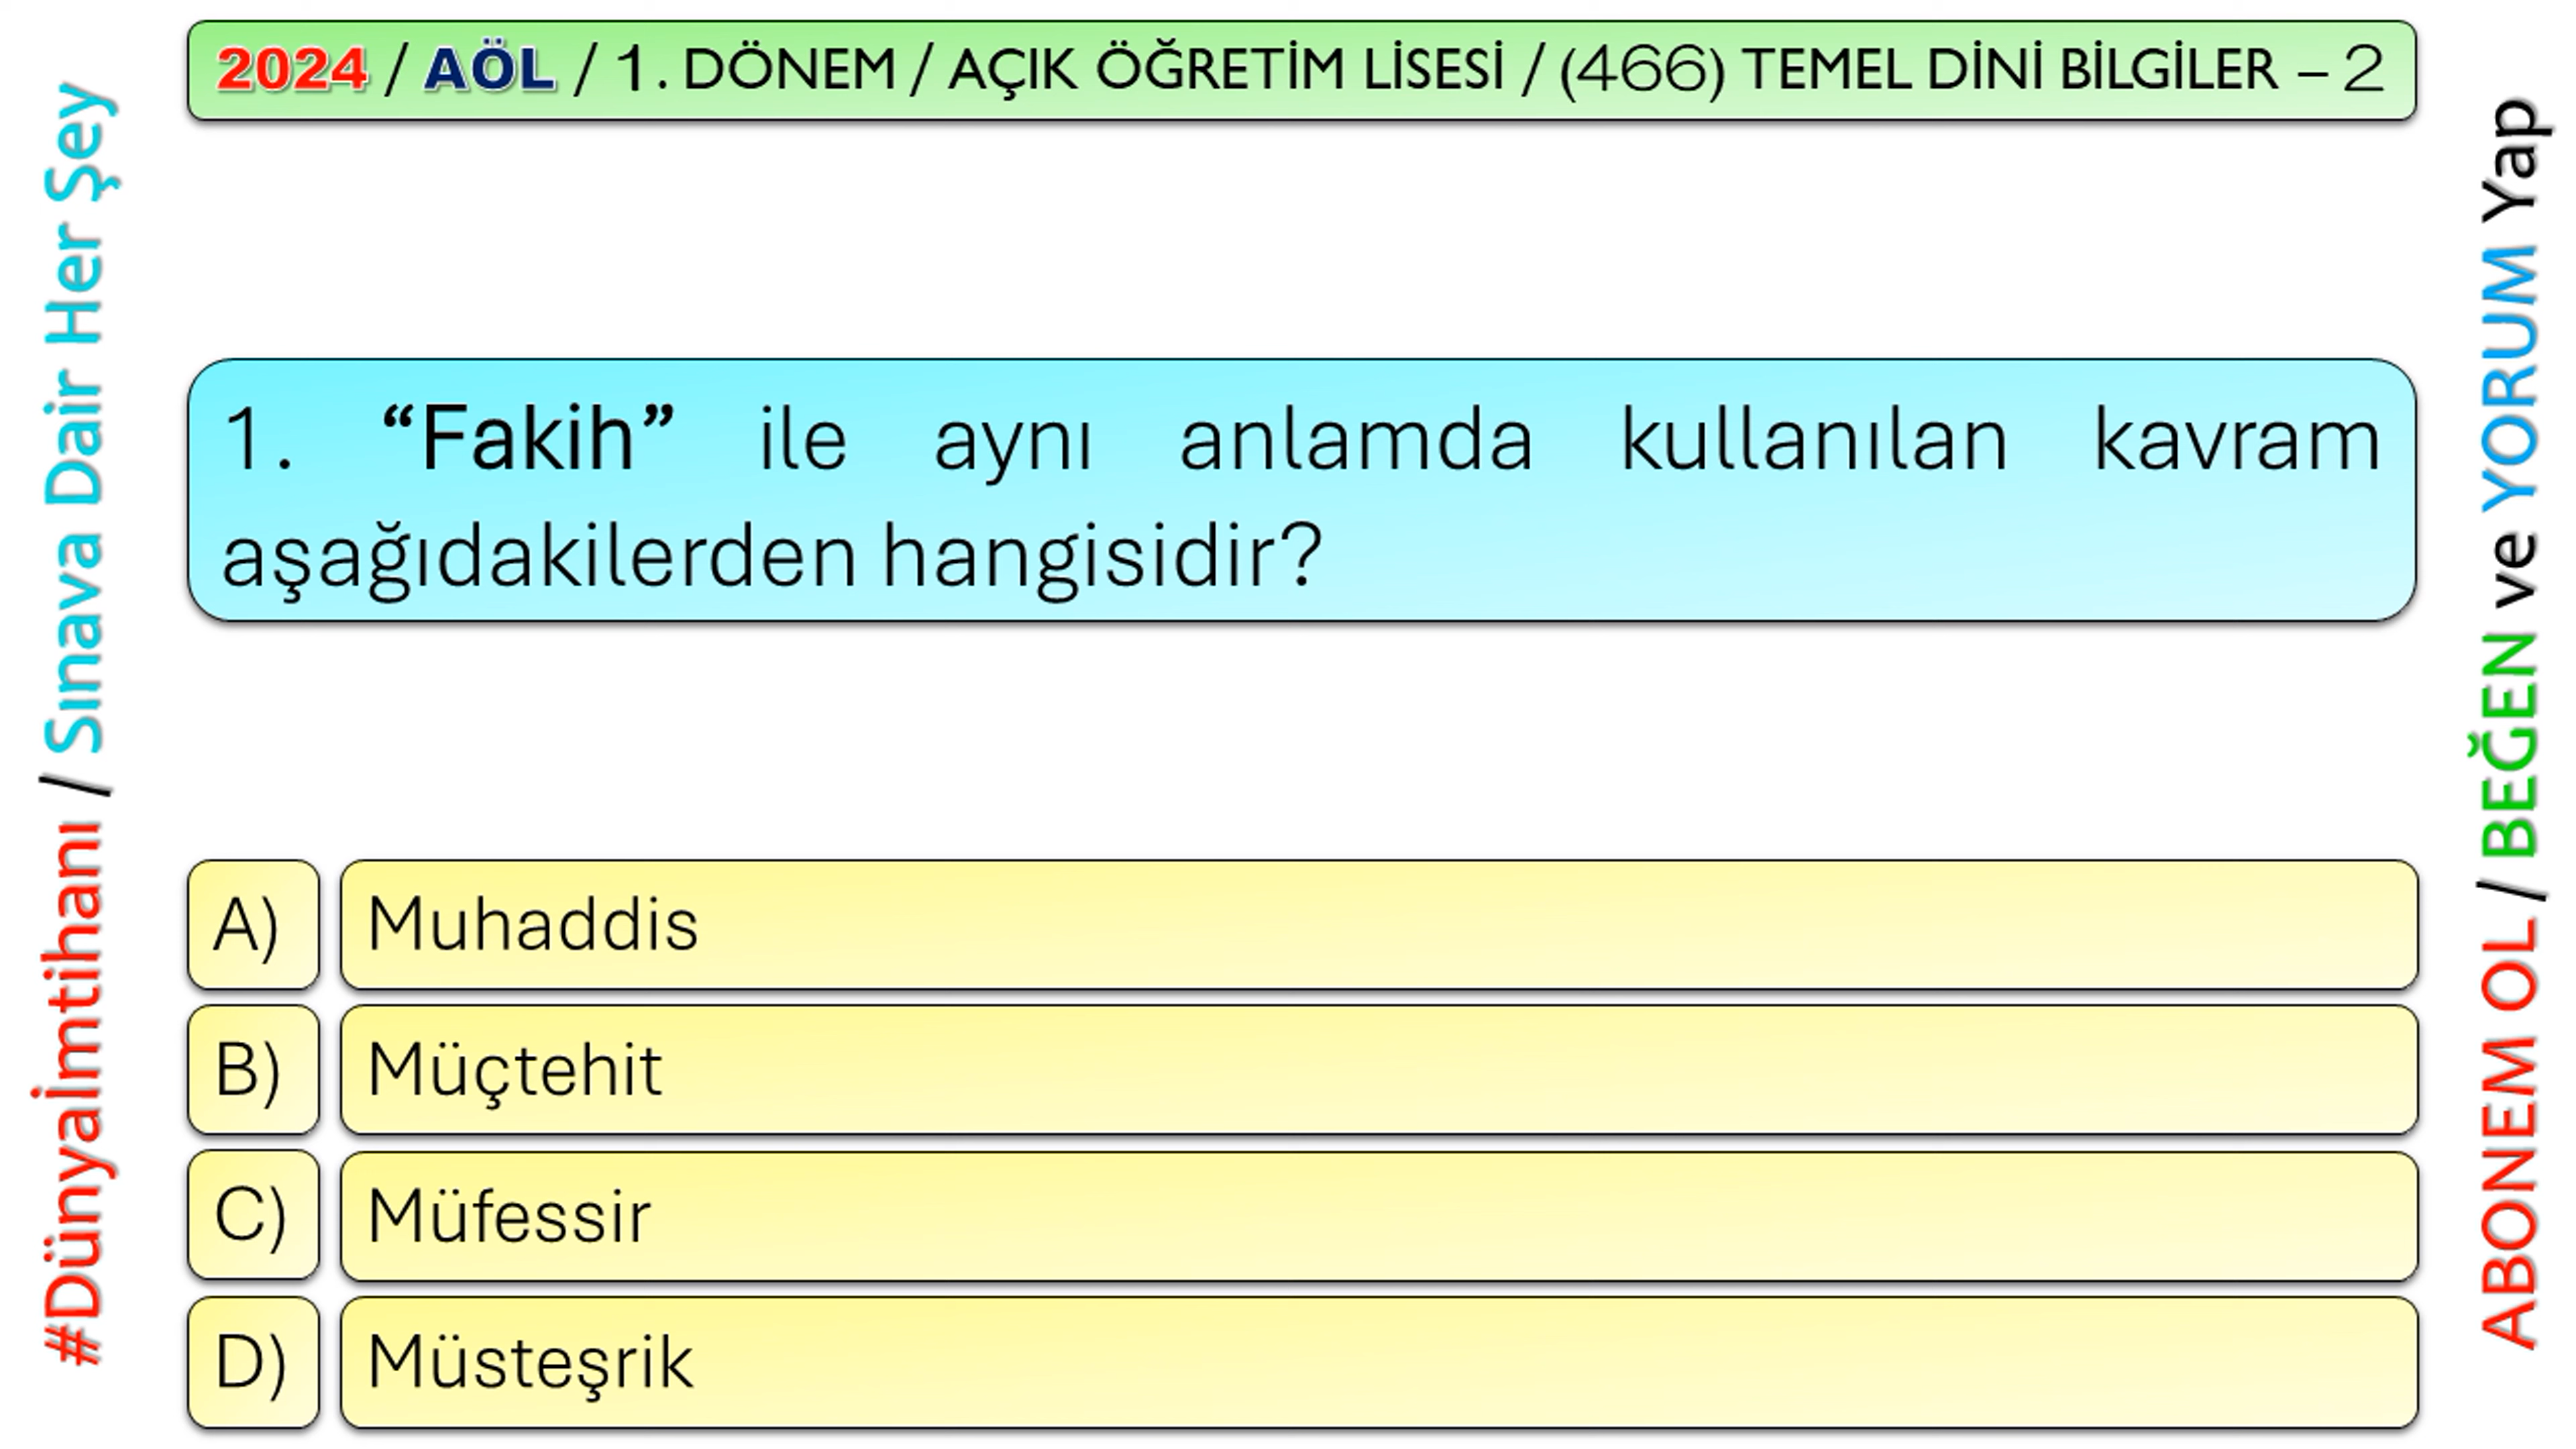 2024 / AÖL / 1. DÖNEM / AÇIK ÖĞRETİM LİSESİ / (466) TEMEL DİNİ BİLGİLER – 2
#Dünyaİmtihanı / Sınava Dair Her Şey
1. “Fakih” ile aynı anlamda kullanılan kavram
aşağıdakilerden hangisidir?
A) Muhaddis
B) Müçtehit
C) Müfessir
D) Müsteşrik
ABONEM OL / BEĞEN ve YORUM Yap